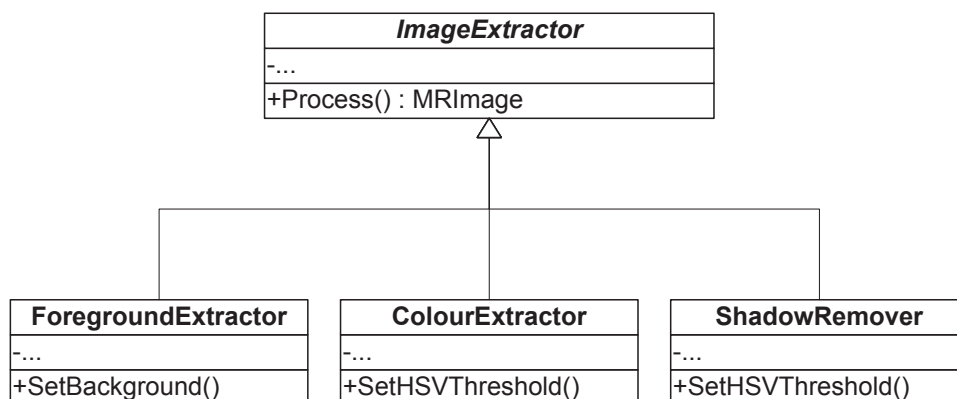 ImageExtractor
-...
+Process() : MRImage
ForegroundExtractor
-...
+SetBackground()
ColourExtractor
-...
+SetHSVThreshold()
ShadowRemover
-...
+SetHSVThreshold()